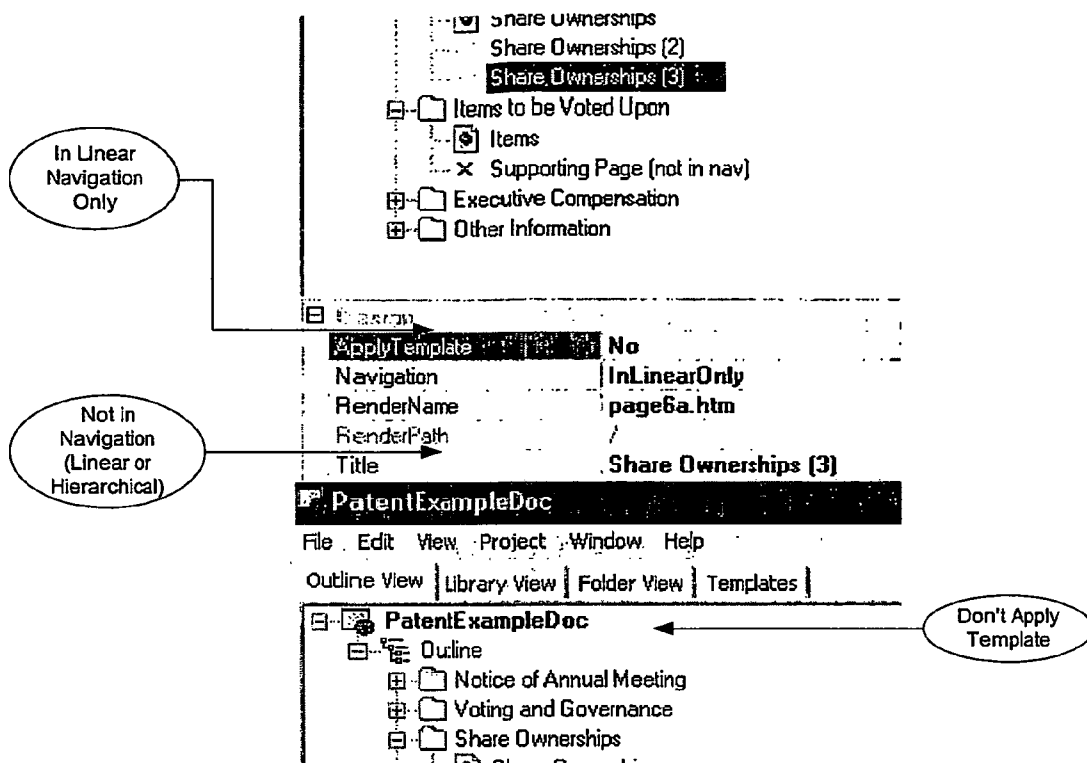 Share Ownerships
Share Ownerships (2)
Share Ownerships (3)
Items to be Voted Upon
Items
Supporting Page (not in nav)
Executive Compensation
Other Information
In Linear
Navigation
Only
ApplyTemplate No
Navigation InLinearOnly
RenderName page6a.htm
RenderPath /
Title Share Ownerships (3)
Not in
Navigation
(Linear or
Hierarchical)
PatentExampleDoc
File Edit View Project Window Help
Outline View Library View Folder View Templates
PatentExampleDoc
Outline
Notice of Annual Meeting
Voting and Governance
Share Ownerships
Don't Apply
Template